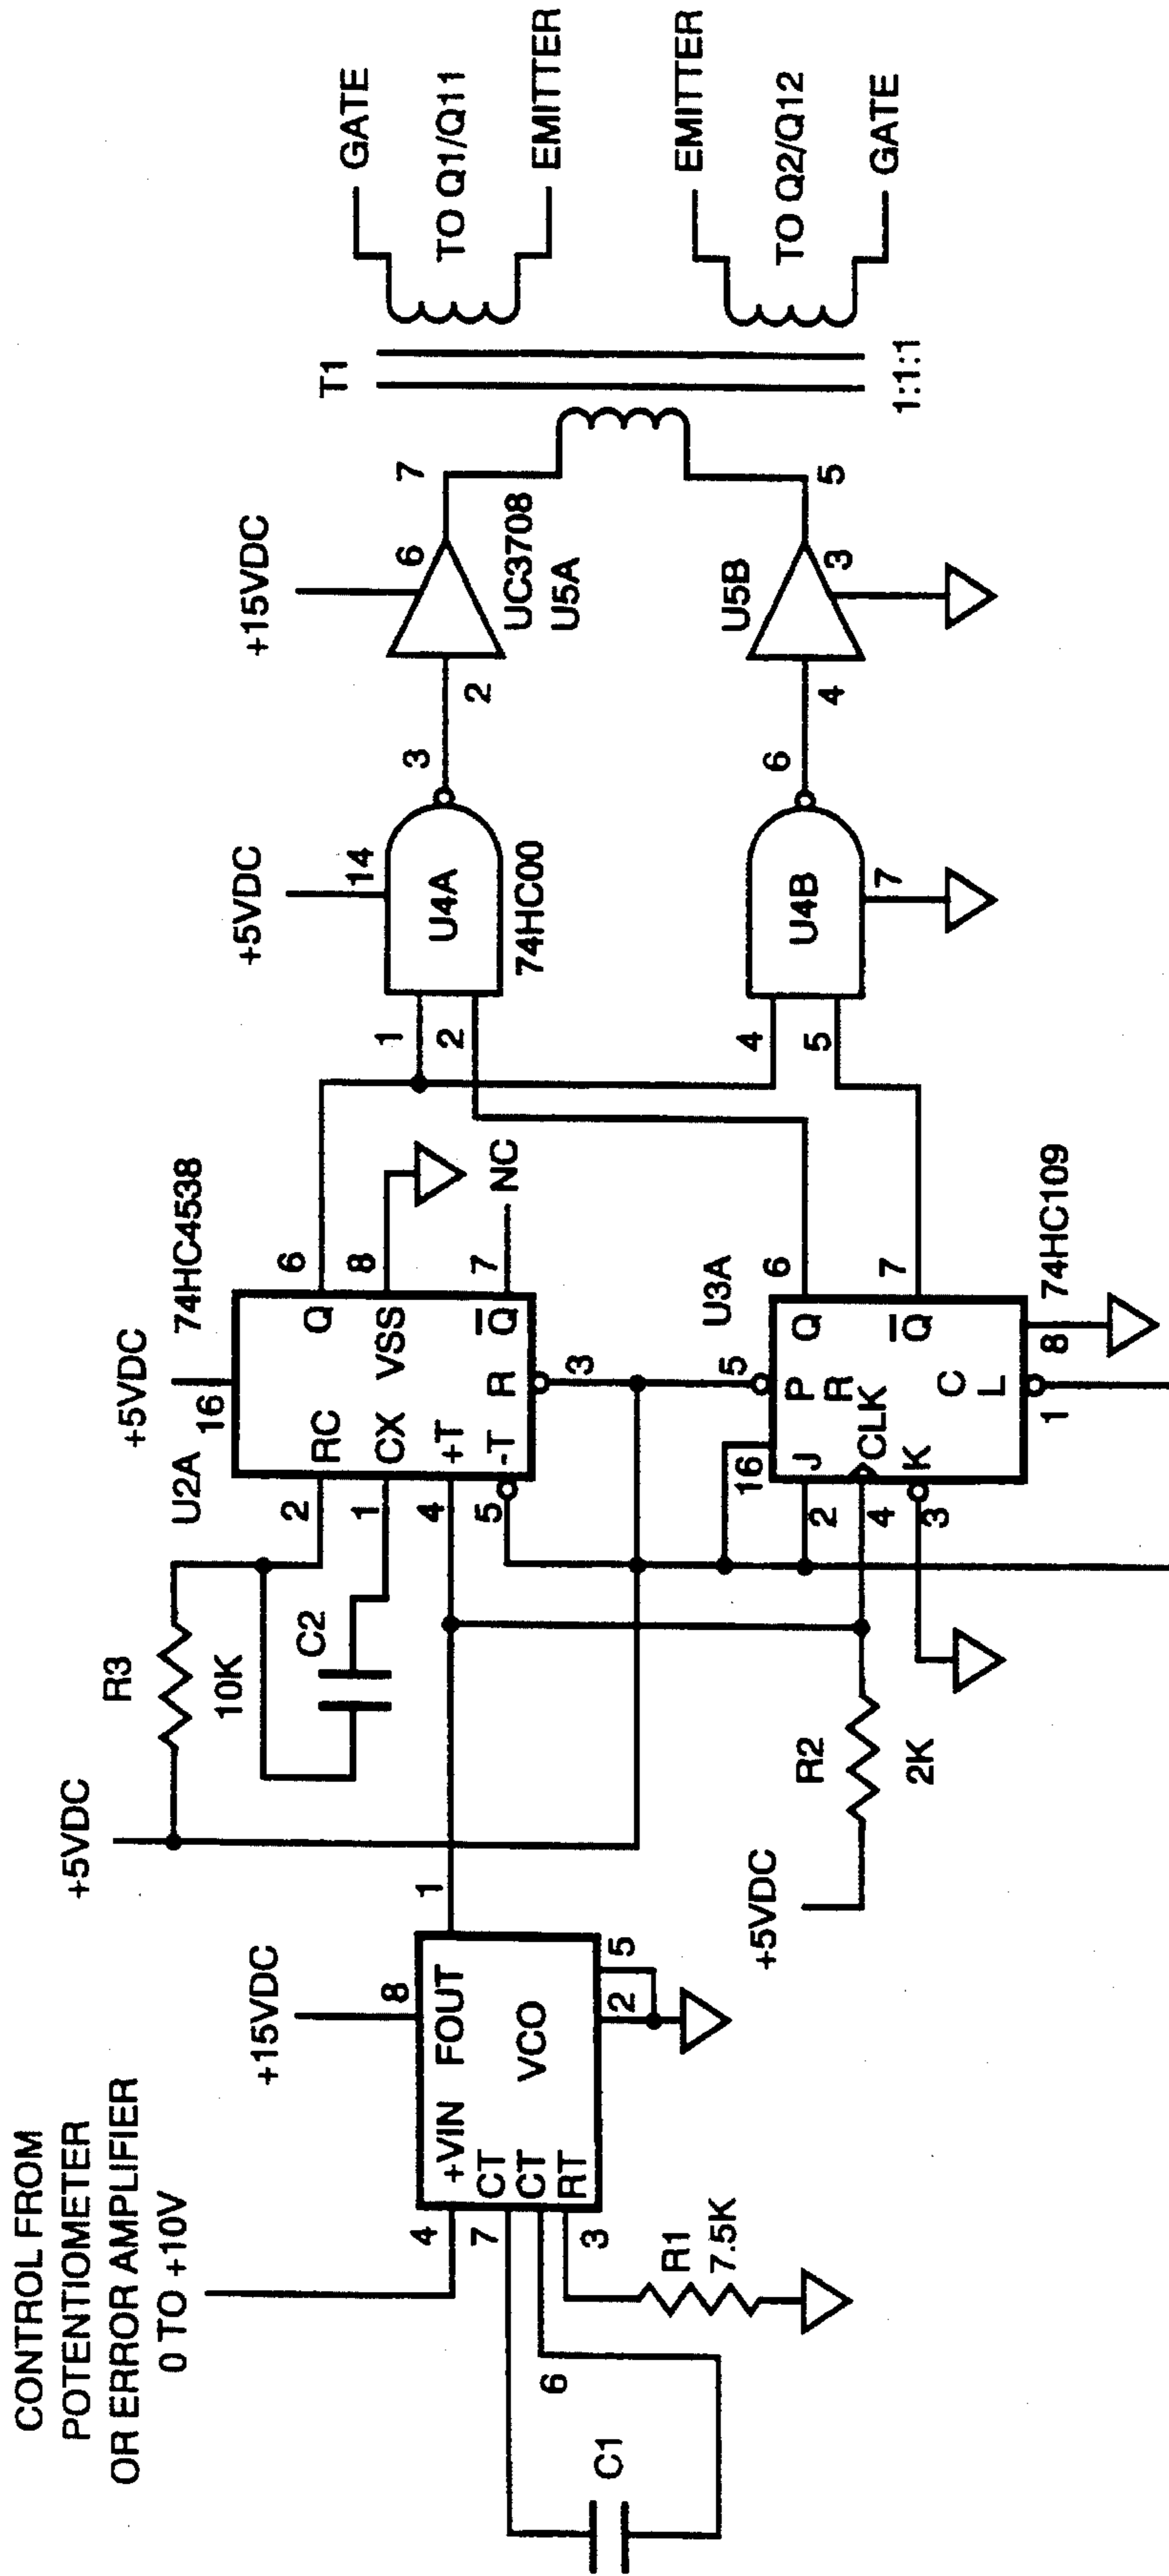 CONTROL FROM
POTENTIOMETER
OR ERROR AMPLIFIER
0 TO +10V
+15VDC
8
4
+VIN FOUT
1
7
CT
CT
VCO
RT
3
2
5
6
C1
R1
7.5K
+5VDC
R3
10K
C2
+5VDC
R2
2K
+5VDC
16
U2A
74HC4538
2
RC
Q
6
1
CX
VSS
8
4
+T
5
-T
R
Q
7
NC
3
U3A
5
16
P
R
J
2
Q
6
CLK
4
K
3
C
L
Q
7
1
8
74HC109
+5VDC
14
1
2
U4A
3
74HC00
4
5
U4B
6
7
+15VDC
6
2
7
UC3708
U5A
U5B
4
3
5
T1
1:1:1
GATE
TO Q1/Q11
EMITTER
EMITTER
TO Q2/Q12
GATE